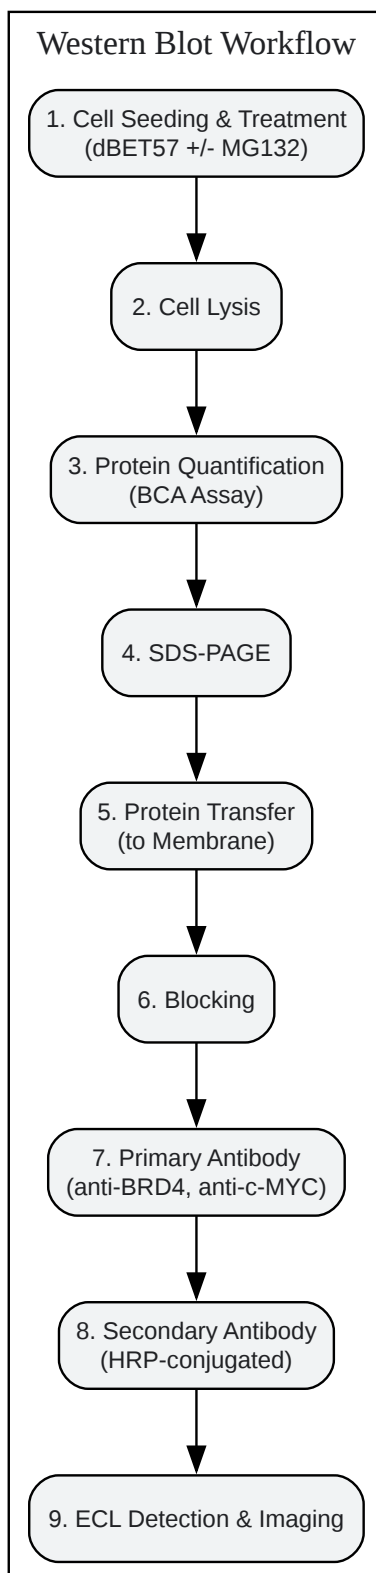 Western Blot Workflow
1. Cell Seeding & Treatment
(dBET57 +/- MG132)
2. Cell Lysis
3. Protein Quantification
(BCA Assay)
4. SDS-PAGE
5. Protein Transfer
(to Membrane)
6. Blocking
7. Primary Antibody
(anti-BRD4, anti-c-MYC)
8. Secondary Antibody
(HRP-conjugated)
9. ECL Detection & Imaging